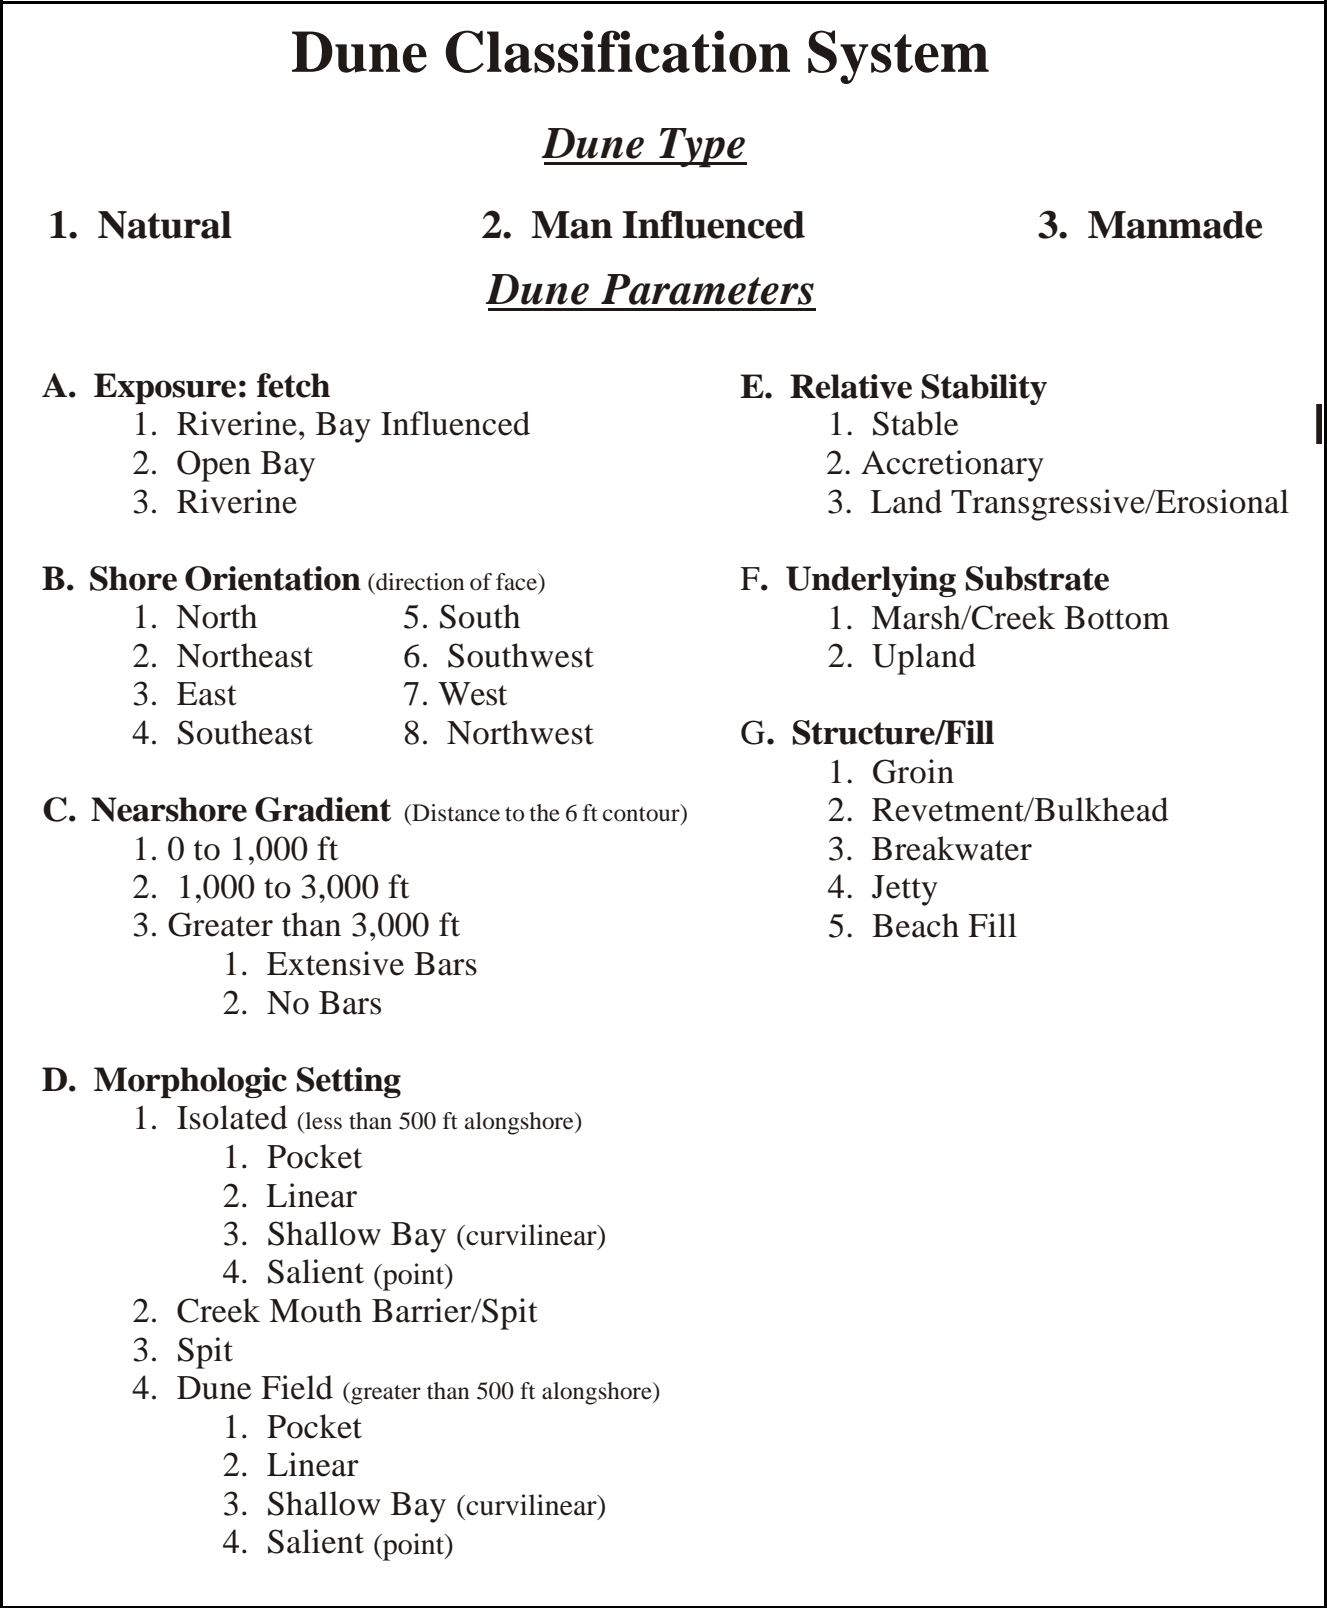 Dune Classification System
Dune Type
1. Natural 2. Man Influenced 3. Manmade
Dune Parameters
A. Exposure: fetch
1. Riverine, Bay Influenced
2. Open Bay
3. Riverine
B. Shore Orientation (direction of face)
1. North 5. South
2. Northeast 6. Southwest
3. East 7. West
4. Southeast 8. Northwest
C. Nearshore Gradient (Distance to the 6 ft contour)
1. 0 to 1,000 ft
2. 1,000 to 3,000 ft
3. Greater than 3,000 ft
1. Extensive Bars
2. No Bars
D. Morphologic Setting
1. Isolated (less than 500 ft alongshore)
1. Pocket
2. Linear
3. Shallow Bay (curvilinear)
4. Salient (point)
2. Creek Mouth Barrier/Spit
3. Spit
4. Dune Field (greater than 500 ft alongshore)
1. Pocket
2. Linear
3. Shallow Bay (curvilinear)
4. Salient (point)
E. Relative Stability
1. Stable
2. Accretionary
3. Land Transgressive/Erosional
F. Underlying Substrate
1. Marsh/Creek Bottom
2. Upland
G. Structure/Fill
1. Groin
2. Revetment/Bulkhead
3. Breakwater
4. Jetty
5. Beach Fill